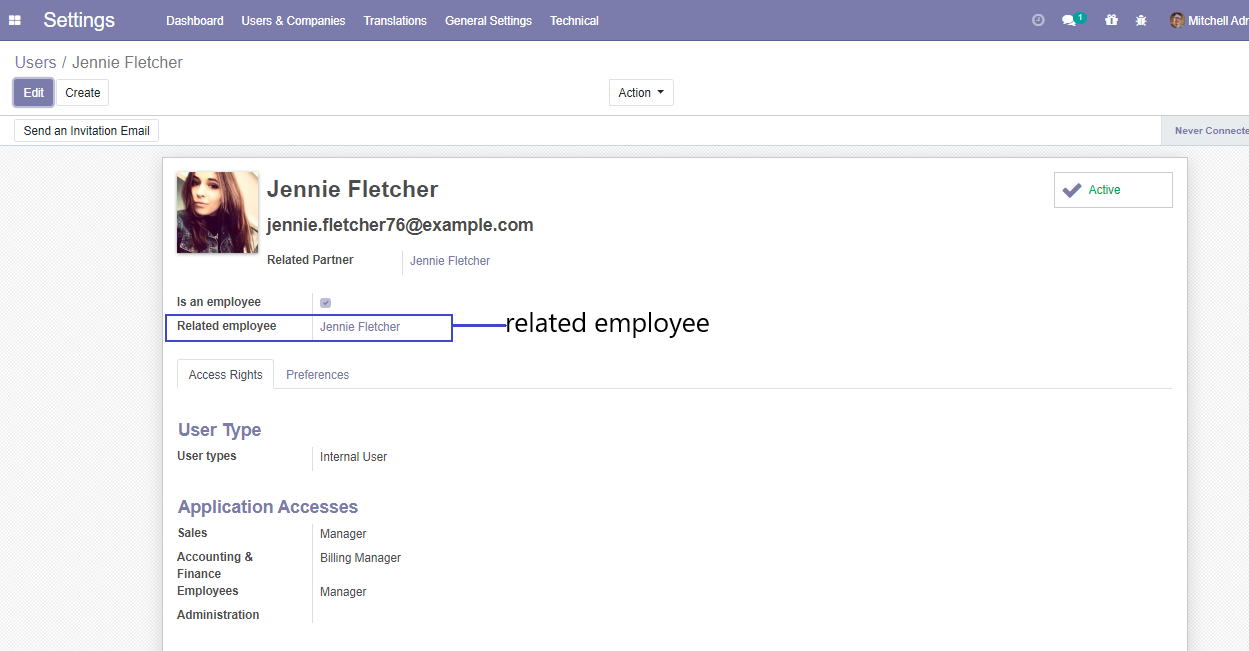 Settings Dashboard Users & Companies Translations General Settings Technical 1 Mitchell Adr
Users / Jennie Fletcher
Edit Create Action
Send an Invitation Email Never Connecte
Jennie Fletcher Active
jennie.fletcher76@example.com
Related Partner Jennie Fletcher
Is an employee
Related employee Jennie Fletcher related employee
Access Rights Preferences
User Type
User types Internal User
Application Accesses
Sales Manager
Accounting & Billing Manager
Finance
Employees Manager
Administration